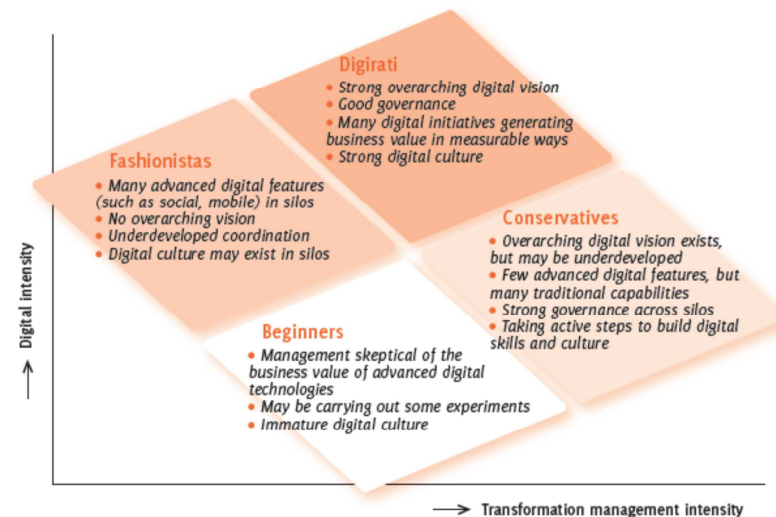 Digirati
• Strong overarching digital vision
• Good governance
• Many digital initiatives generating
business value in measurable ways
• Strong digital culture
Fashionistas
• Many advanced digital features
(such as social, mobile) in silos
• No overarching vision
• Underdeveloped coordination
• Digital culture may exist in silos
Conservatives
• Overarching digital vision exists,
but may be underdeveloped
• Few advanced digital features, but
many traditional capabilities
• Strong governance across silos
• Taking active steps to build digital
skills and culture
Beginners
• Management skeptical of the
business value of advanced digital
technologies
• May be carrying out some experiments
• Immature digital culture
Digital intensity
Transformation management intensity